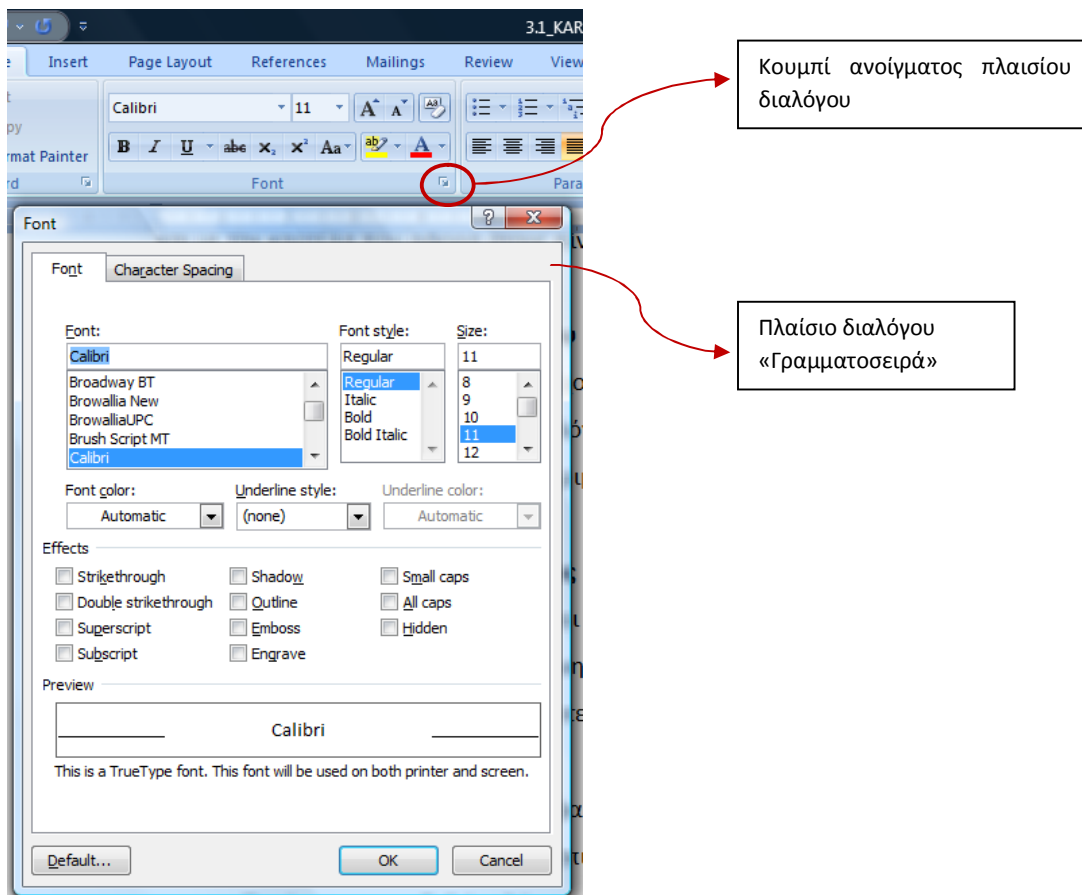 3.1_KAR
Insert Page Layout References Mailings Review View
Calibri 11
B I U abc x₂ x² Aa ab A
rmat Painter
Font
Para
Κουμπί ανοίγματος πλαισίου
διαλόγου
Font
Font Character Spacing
Font: Font style: Size:
Calibri Regular 11
Broadway BT Regular 8
Browallia New Italic 9
BrowalliaUPC Bold 10
Brush Script MT Bold Italic 11
Calibri 12
Font color: Underline style: Underline color:
Automatic (none) Automatic
Effects
Strikethrough Shadow Small caps
Double strikethrough Outline All caps
Superscript Emboss Hidden
Subscript Engrave
Preview
Calibri
This is a TrueType font. This font will be used on both printer and screen.
Default... OK Cancel
Πλαίσιο διαλόγου
«Γραμματοσειρά»